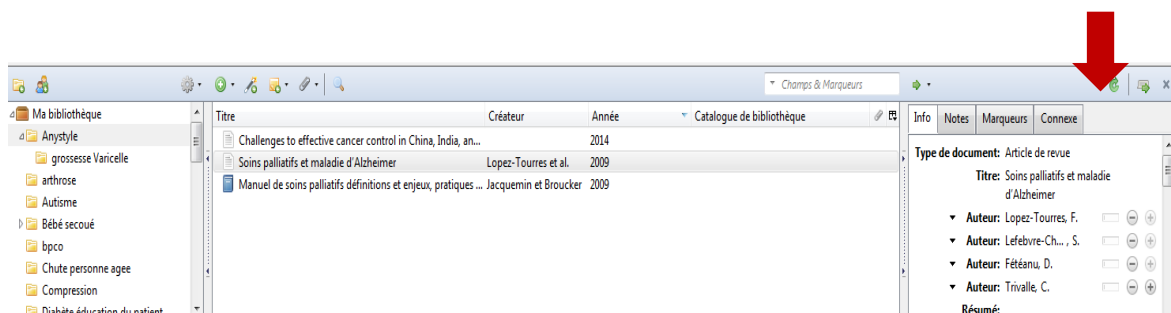 Champs & Marqueurs
Ma bibliothèque
Anystyle
grossesse Varicelle
arthrose
Autisme
Bébé secoué
bpco
Chute personne agee
Compression
Diabète éducation du patient
Titre Créateur Année Catalogue de bibliothèque
Challenges to effective cancer control in China, India, an... 2014
Soins palliatifs et maladie d'Alzheimer Lopez-Tourres et al. 2009
Manuel de soins palliatifs définitions et enjeux, pratiques ... Jacquemin et Broucker 2009
Info Notes Marqueurs Connexe
Type de document: Article de revue
Titre: Soins palliatifs et maladie
d'Alzheimer
Auteur: Lopez-Tourres, F.
Auteur: Lefebvre-Ch... , S.
Auteur: Fétéanu, D.
Auteur: Trivalle, C.
Résumé: